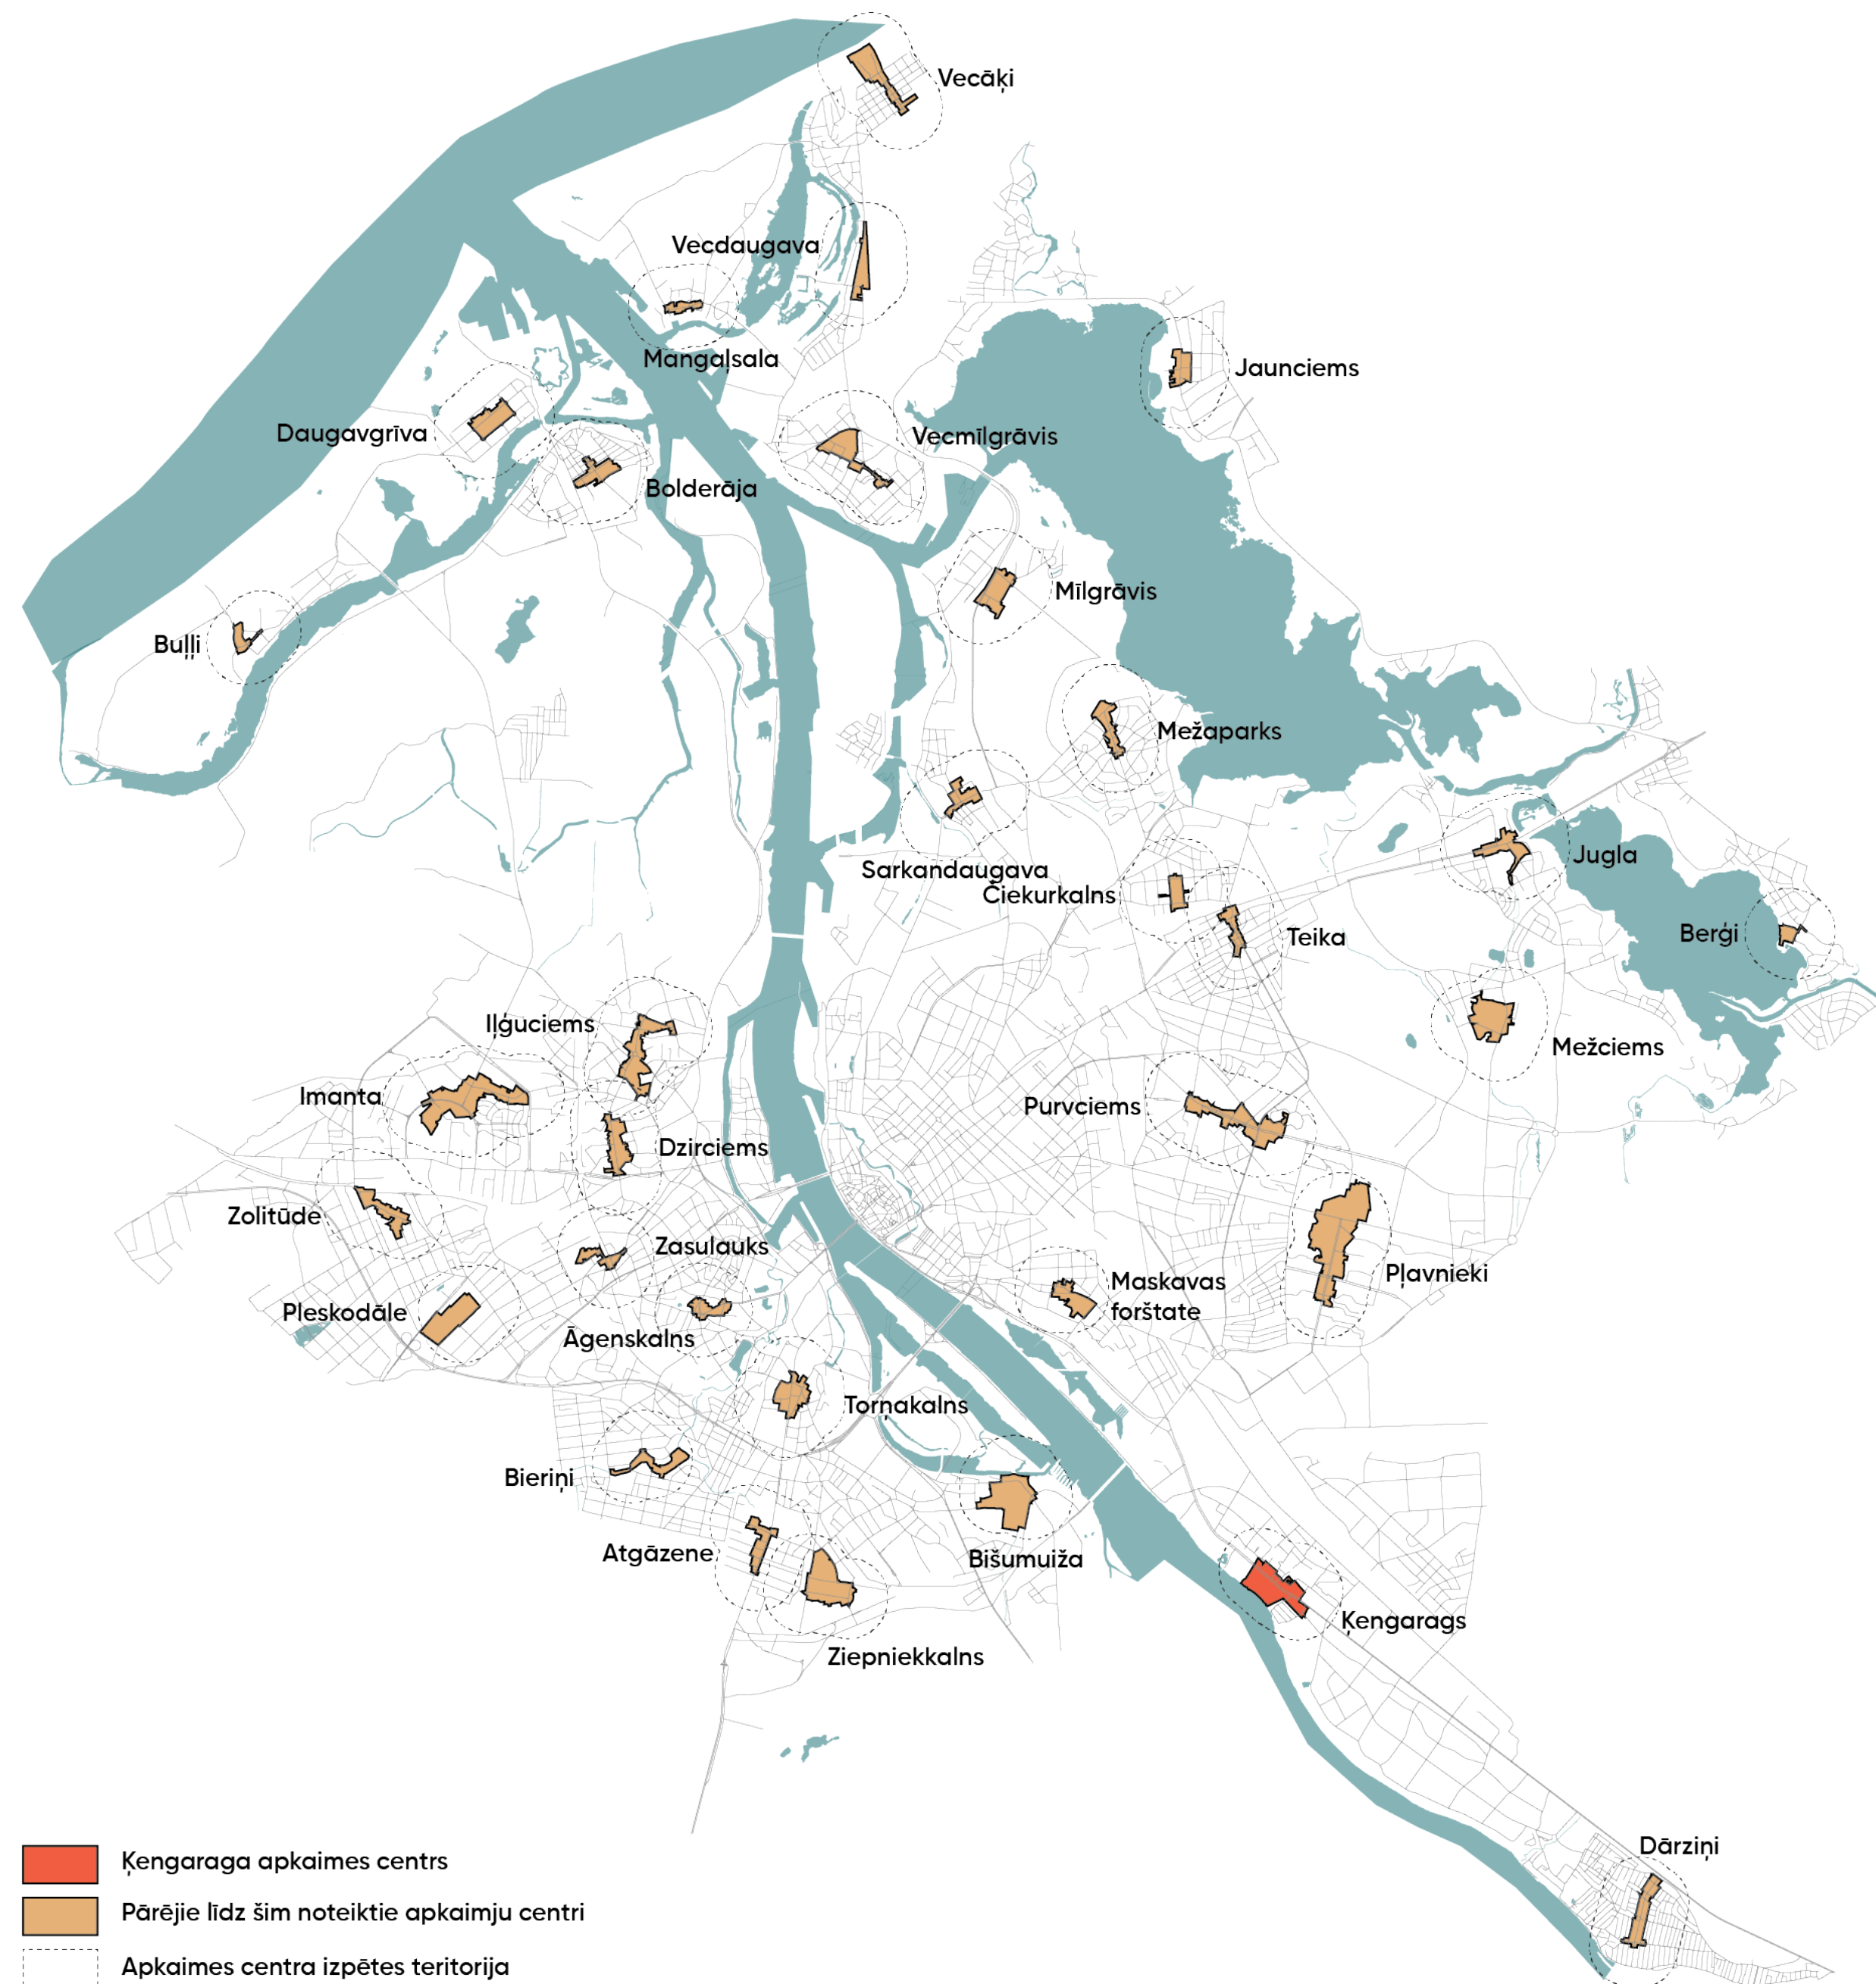 Vecāķi
Vecdaugava
Mangaļsala
Jaunciems
Daugavgrīva
Vecmīlgrāvis
Bolderāja
Mīlgrāvis
Buļļi
Mežaparks
Sarkandaugava
Čiekurkalns
Jugla
Teika
Berģi
Iļģuciems
Mežciems
Imanta
Purvciems
Dzirciems
Zolitūde
Zasulauks
Pļavnieki
Maskavas
forštate
Pleskodāle
Āgenskalns
Torņakalns
Bieriņi
Atgāzene
Bišumuiža
Ķengarags
Ziepniekkalns
Dārziņi
Ķengaraga apkaimes centrs
Pārējie līdz šim noteiktie apkaimju centri
Apkaimes centra izpētes teritorija